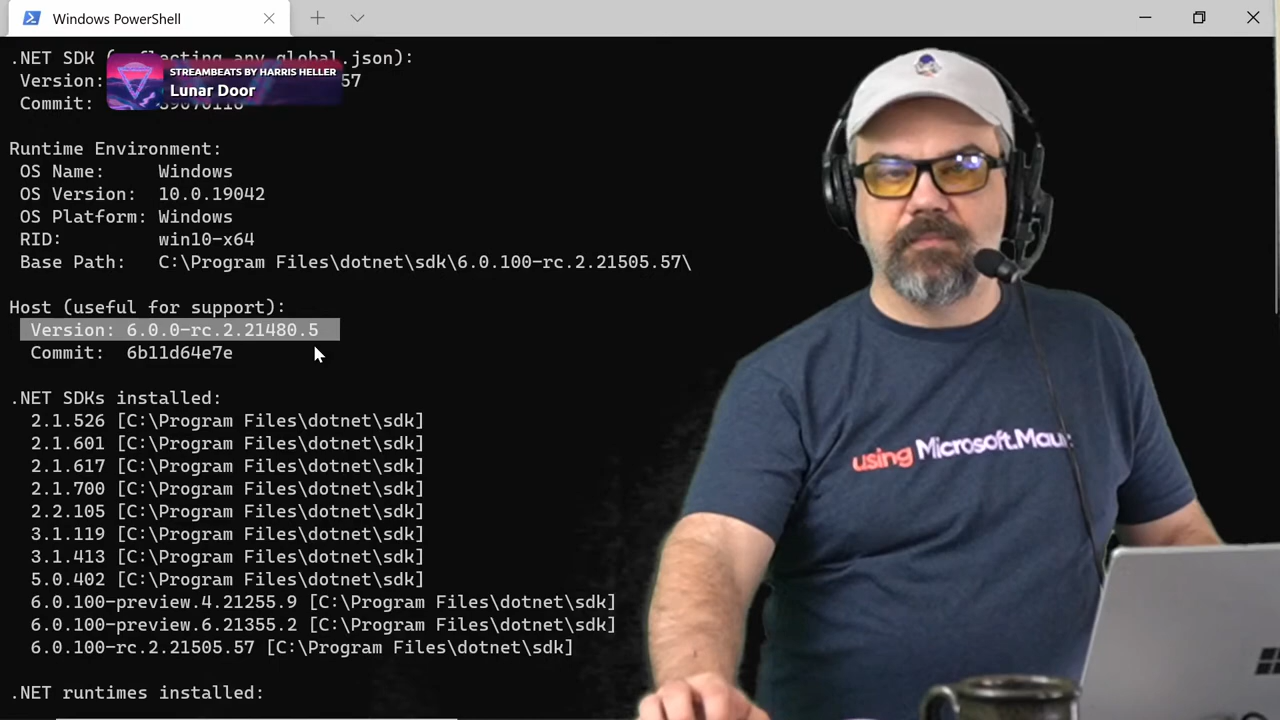 Windows PowerShell
.NET SDK (reflecting any global.json):
STREAMBEATS BY HARRIS HELLER
Version: 57
Lunar Door
Commit:
Runtime Environment:
OS Name: Windows
OS Version: 10.0.19042
OS Platform: Windows
RID: win10-x64
Base Path: C:\Program Files\dotnet\sdk\6.0.100-rc.2.21505.57\
Host (useful for support):
Version: 6.0.0-rc.2.21480.5
Commit: 6b11d64e7e
.NET SDKs installed:
2.1.526 [C:\Program Files\dotnet\sdk]
2.1.601 [C:\Program Files\dotnet\sdk]
2.1.617 [C:\Program Files\dotnet\sdk]
2.1.700 [C:\Program Files\dotnet\sdk]
2.2.105 [C:\Program Files\dotnet\sdk]
3.1.119 [C:\Program Files\dotnet\sdk]
3.1.413 [C:\Program Files\dotnet\sdk]
5.0.402 [C:\Program Files\dotnet\sdk]
6.0.100-preview.4.21255.9 [C:\Program Files\dotnet\sdk]
6.0.100-preview.6.21355.2 [C:\Program Files\dotnet\sdk]
6.0.100-rc.2.21505.57 [C:\Program Files\dotnet\sdk]
.NET runtimes installed:
using Microsoft.Maui;